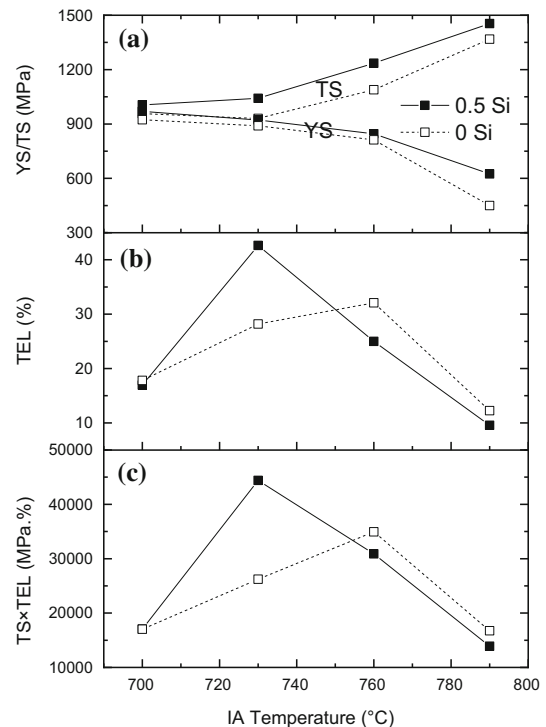 (a)
1500
1200
900
600
300
YS/TS (MPa)
TS
YS
0.5 Si
0 Si
(b)
40
30
20
10
TEL (%)
(c)
50000
40000
30000
20000
10000
TS×TEL (MPa.%)
700 720 740 760 780 800
IA Temperature (°C)